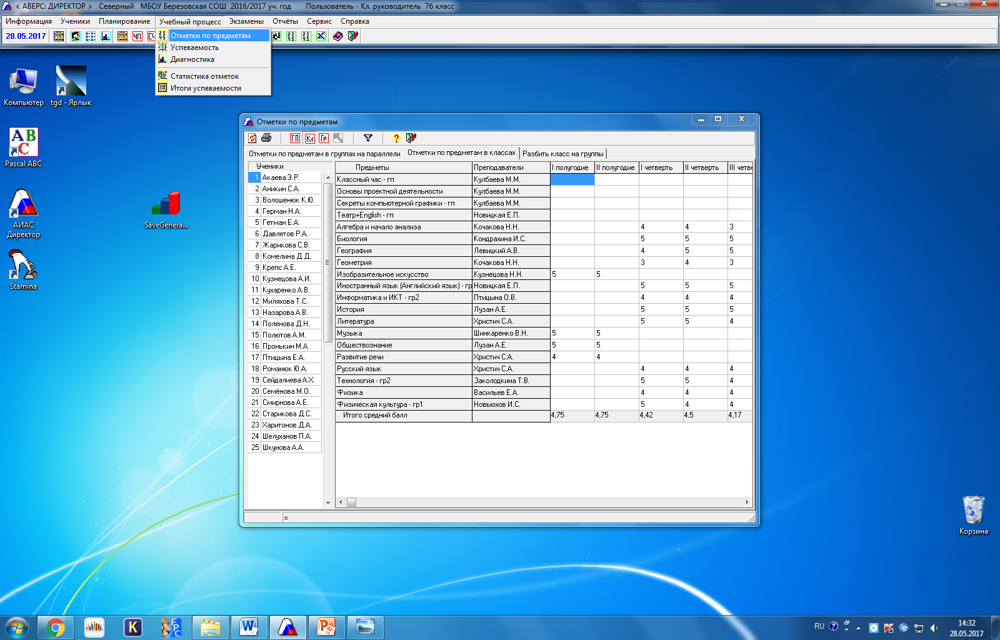 < АВЕРС: ДИРЕКТОР > Северный МБОУ Березовская СОШ 2016/2017 уч. год Пользователь - Кл. руководитель 7б класс
Информация Ученики Планирование Учебный процесс Экзамены Отчёты Сервис Справка
28.05.2017 ЧП
Отметки по предметам
Успеваемость
Диагностика
Статистика отметок
Итоги успеваемости
Компьютер
tgd - Ярлык
ABC
Pascal ABC
АИАС
Директор
Stamina
SaveGenera...
Корзина
Отметки по предметам
ГП Кл Гр
Отметки по предметам в группах на параллели Отметки по предметам в классах Разбить класс на группы
Ученики
1 Акаева Э.Р.
2 Аникин С.А.
3 Волошенюк К.Ю.
4 Герман Н.А.
5 Гетман Е.А.
6 Давлетов Р.А.
7 Жарикова С.В.
8 Комелина Д.Д.
9 Крепс А.Е.
10 Кузнецова А.И.
11 Кухаренко А.В.
12 Миляхова Т.С.
13 Назарова А.В.
14 Поленова Д.Н.
15 Полютов А.М.
16 Пронькин М.А.
17 Птицына Е.А.
18 Романюк Ю.А.
19 Сейдалиева А.Х.
20 Семёнова М.О.
21 Смирнова А.Е.
22 Старикова Д.С.
23 Харитонов Д.А.
24 Шелуханов П.А.
25 Шкунова А.А.
Предметы Преподаватели I полугодие II полугодие I четверть II четверть III четве
Классный час - гп Кулбаева М.М.
Основы проектной деятельности Кулбаева М.М.
Секреты компьютерной графики - гп Кулбаева М.М.
Театр+English - гп Новицкая Е.П.
Алгебра и начало анализа Кочакова Н.Н. 4 4 3
Биология Кондрахина И.С. 5 5 5
География Левицкий А.В. 4 5 5
Геометрия Кочакова Н.Н. 3 4 3
Изобразительное искусство Кузнецова Н.Н. 5 5
Иностранный язык (Английский язык) - гр Новицкая Е.П. 5 5 5
Информатика и ИКТ - гр2 Птицына О.В. 4 4 4
История Лузан А.Е. 5 5 5
Литература Христич С.А. 5 5 4
Музыка Шинкаренко В.Н. 5 5
Обществознание Лузан А.Е. 5 5
Развитие речи Христич С.А. 4 4
Русский язык Христич С.А. 4 4 4
Технология - гр2 Заколодкина Т.В. 5 5 4
Физика Васильев Е.А. 4 4 4
Физическая культура - гр1 Новьюхов И.С. 5 4 4
Итого средний балл 4,75 4,75 4,42 4,5 4,17
=
RU
14:32
28.05.2017